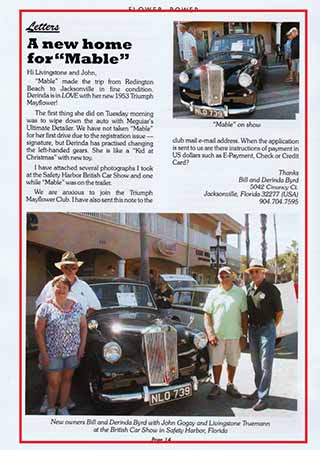 FLOWER POWER
Letters
A new home
for "Mable"
Hi Livingstone and John,
"Mable" made the trip from Redington
Beach to Jacksonville in fine condition.
Derinda is in LOVE with her new 1953 Triumph
Mayflower!
The first thing she did on Tuesday morning
was to wipe down the auto with Meguiar's
Ultimate Detailer. We have not taken "Mable"
for her first drive due to the registration issue —
signature, but Derinda has practised changing
the left-handed gears. She is like a "Kid at
Christmas" with new toy.
I have attached several photographs I took
at the Safety Harbor British Car Show and one
while "Mable" was on the trailer.
We are anxious to join the Triumph
Mayflower Club. I have also sent this note to the
NLO 739
"Mable" on show
club mail e-mail address. When the application
is sent to us are there instructions of payment in
US dollars such as E-Payment, Check or Credit
Card?
Thanks
Bill and Derinda Byrd
5042 Cinuncy Ct
Jacksonville, Florida 32277 (USA)
904.704.7595
NLO 739
New owners Bill and Derinda Byrd with John Gogay and Livingstone Truemann
at the British Car Show in Safety Harbor, Florida
Page 14